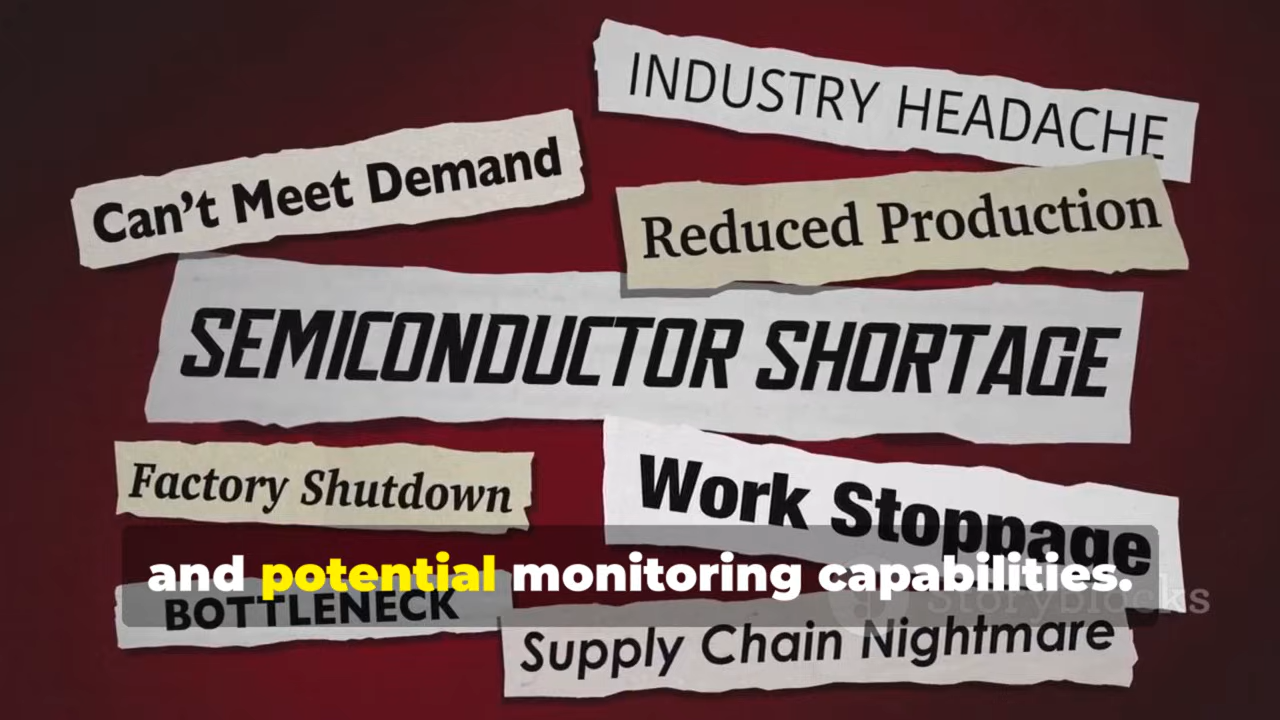 INDUSTRY HEADACHE
Can't Meet Demand
Reduced Production
SEMICONDUCTOR SHORTAGE
Factory Shutdown
Work Stoppage
and potential monitoring capabilities.
BOTTLENECK
Storyblocks
Supply Chain Nightmare